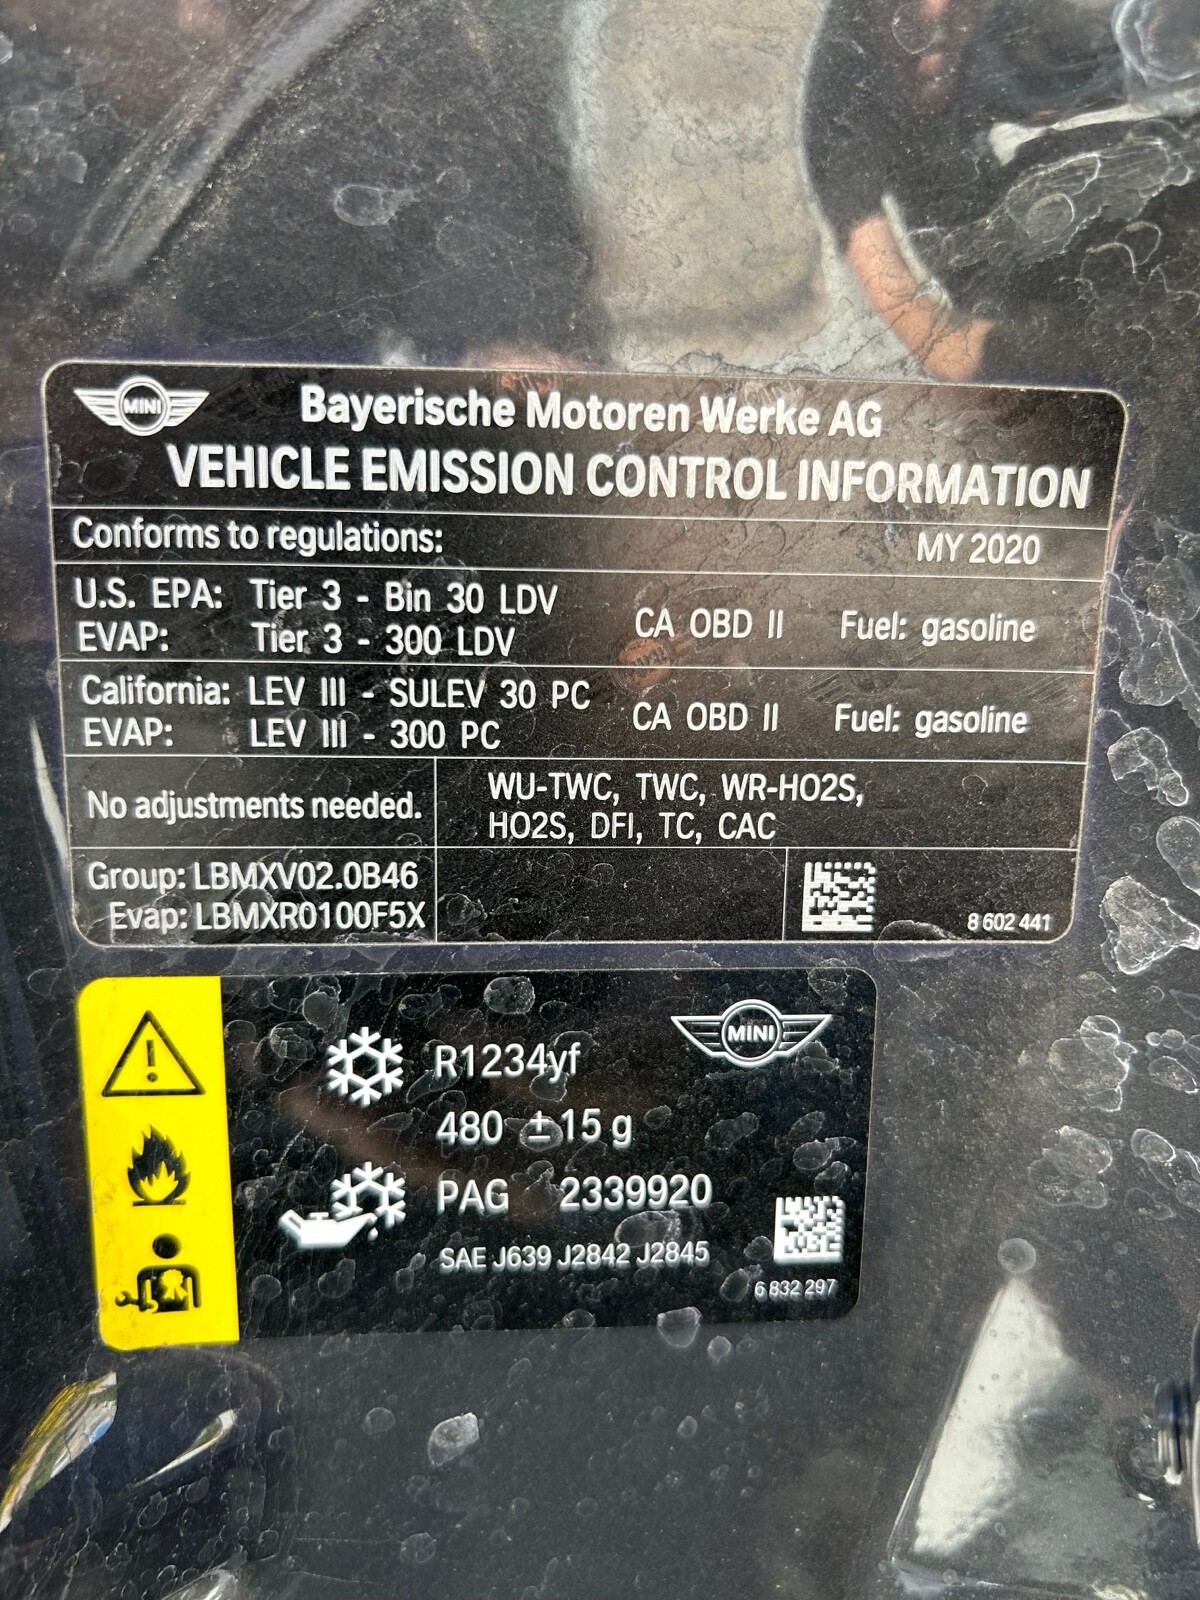 MINI
Bayerische Motoren Werke AG
VEHICLE EMISSION CONTROL INFORMATION
Conforms to regulations: MY 2020
U.S. EPA: Tier 3 - Bin 30 LDV
EVAP: Tier 3 - 300 LDV
CA OBD II Fuel: gasoline
California: LEV III - SULEV 30 PC
EVAP: LEV III - 300 PC
CA OBD II Fuel: gasoline
No adjustments needed.
WU-TWC, TWC, WR-HO2S,
HO2S, DFI, TC, CAC
Group: LBMXV02.0B46
Evap: LBMXR0100F5X
8 602 441
MINI
R1234yf
480 ± 15 g
PAG 2339920
SAE J639 J2842 J2845
6 832 297